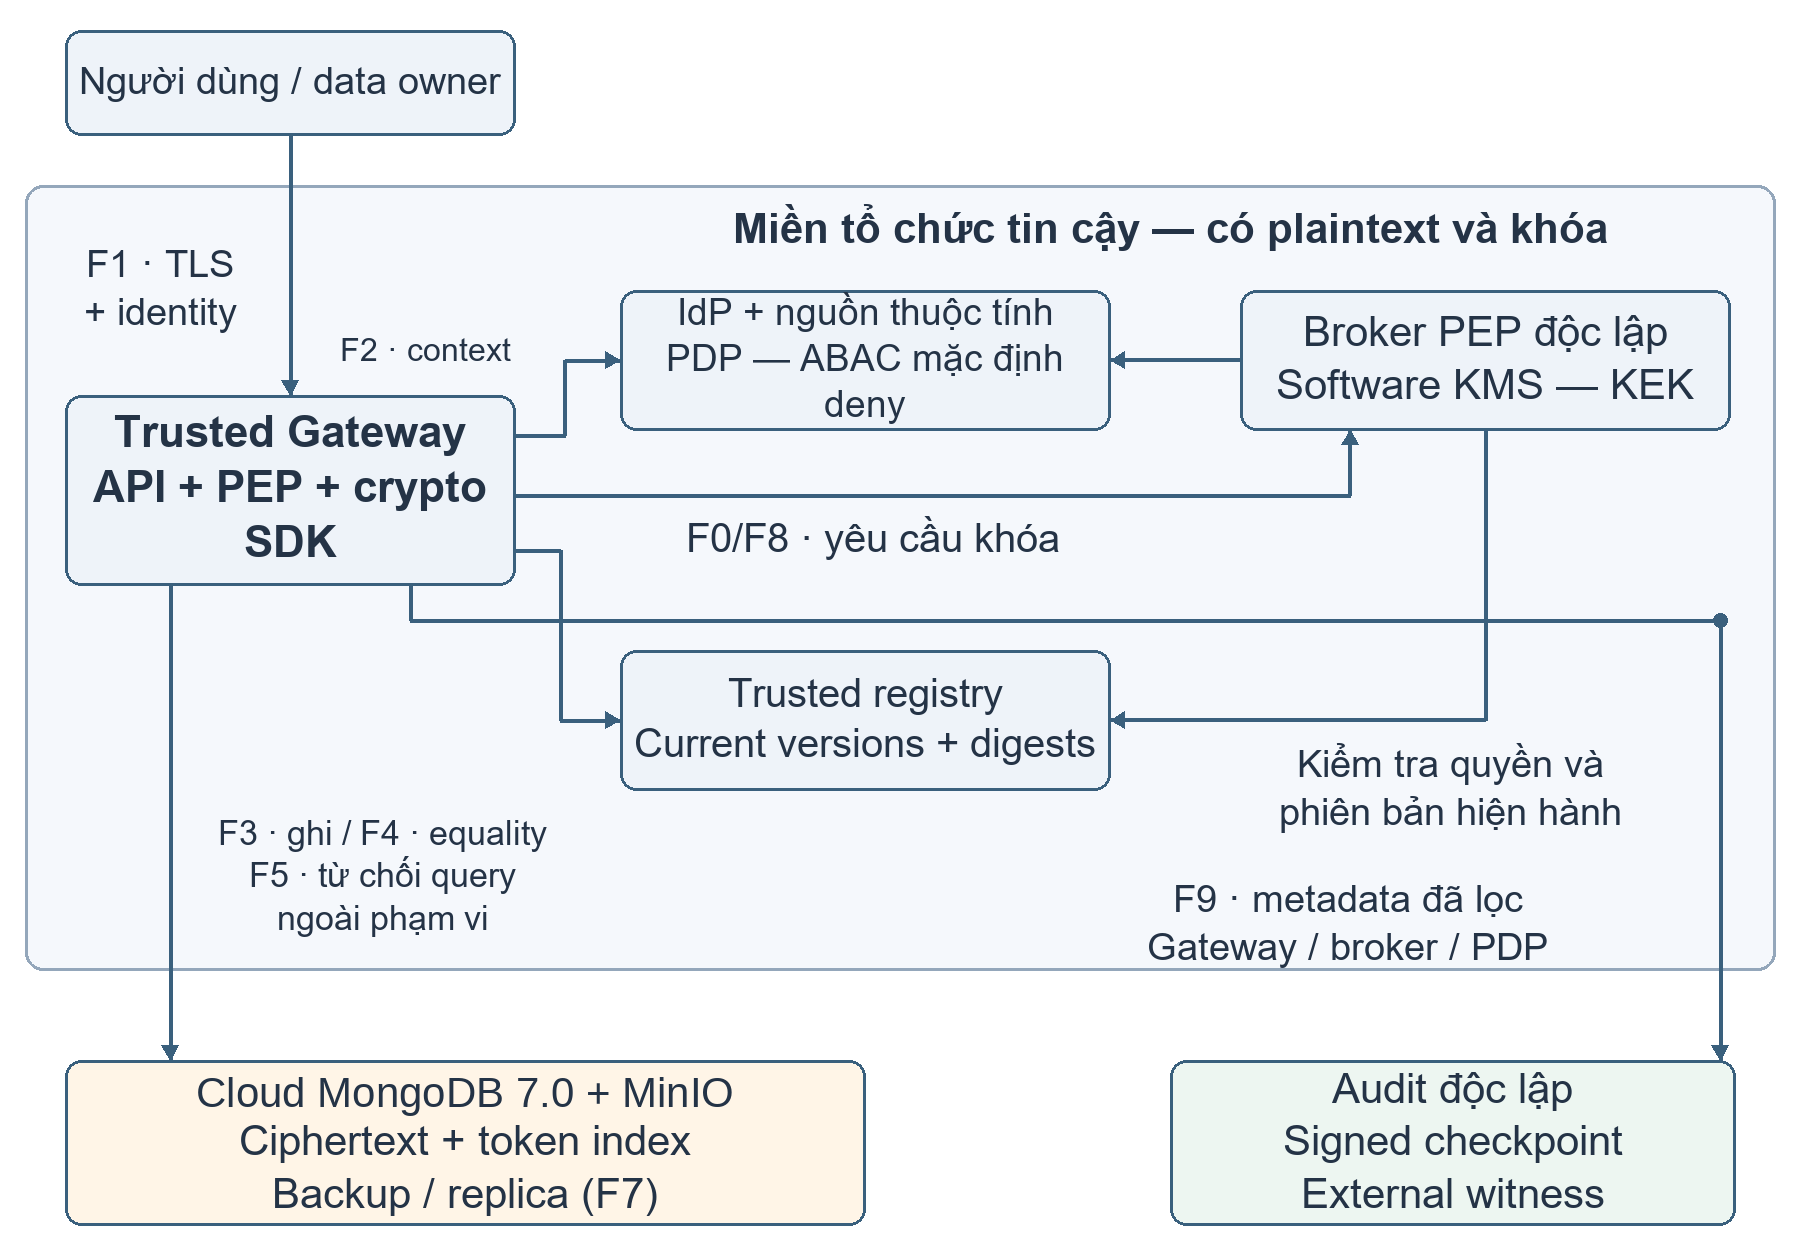 Người dùng / data owner
Miền tổ chức tin cậy — có plaintext và khóa
F1 · TLS
+ identity
F2 · context
IdP + nguồn thuộc tính
PDP — ABAC mặc định
deny
Broker PEP độc lập
Software KMS — KEK
Trusted Gateway
API + PEP + crypto
SDK
F0/F8 · yêu cầu khóa
Trusted registry
Current versions + digests
Kiểm tra quyền và
phiên bản hiện hành
F3 · ghi / F4 · equality
F5 · từ chối query
ngoài phạm vi
F9 · metadata đã lọc
Gateway / broker / PDP
Cloud MongoDB 7.0 + MinIO
Ciphertext + token index
Backup / replica (F7)
Audit độc lập
Signed checkpoint
External witness